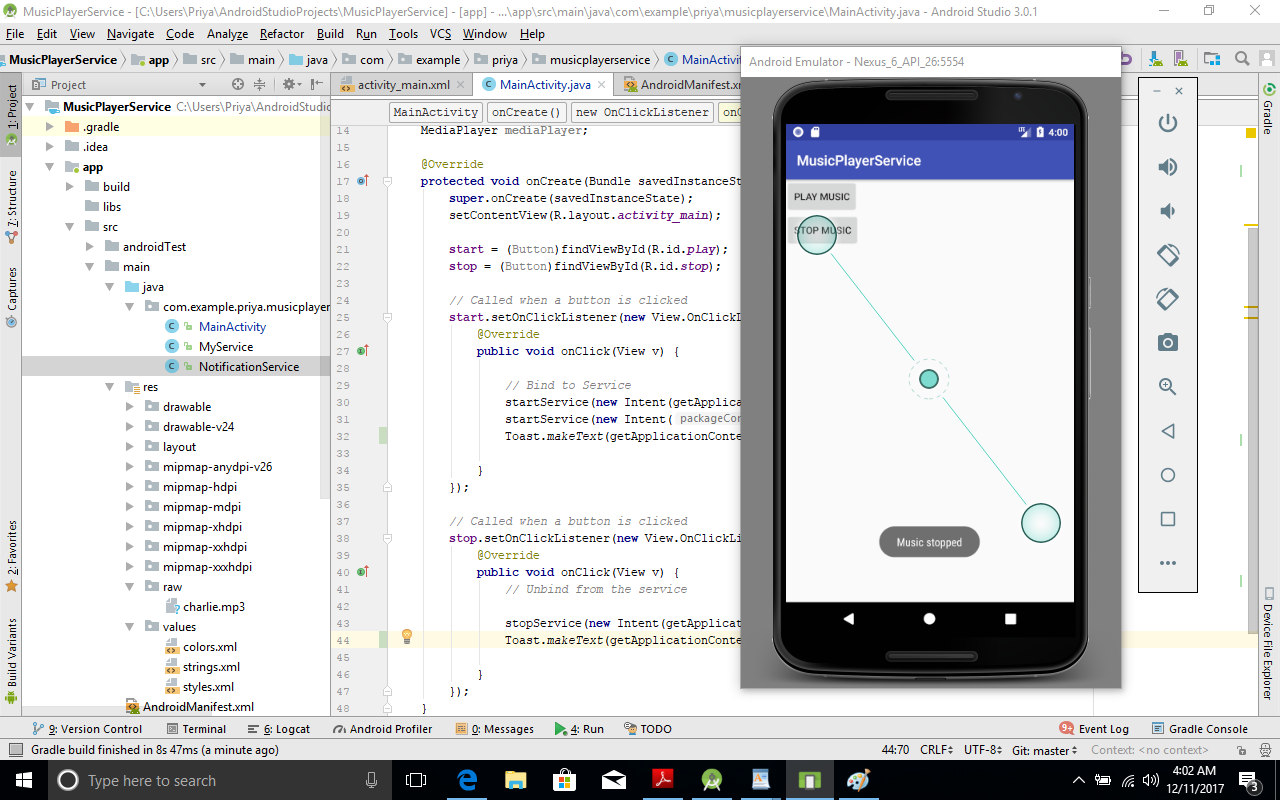 MusicPlayerService - [C:\Users\Priya\AndroidStudioProjects\MusicPlayerService] - [app] - ...\app\src\main\java\com\example\priya\musicplayerservice\MainActivity.java - Android Studio 3.0.1
File Edit View Navigate Code Analyze Refactor Build Run Tools VCS Window Help
MusicPlayerService app src main java com example priya musicplayerservice MainActivi
Project
activity_main.xml
MainActivity.java
AndroidManifest.x
MainActivity
onCreate()
new OnClickListener
1: Project
7: Structure
Captures
2: Favorites
Build Variants
MusicPlayerService C:\Users\Priya\AndroidStudio
.gradle
.idea
app
build
libs
src
androidTest
main
java
com.example.priya.musicplayer
MainActivity
MyService
NotificationService
res
drawable
drawable-v24
layout
mipmap-anydpi-v26
mipmap-hdpi
mipmap-mdpi
mipmap-xhdpi
mipmap-xxhdpi
mipmap-xxxhdpi
raw
charlie.mp3
values
colors.xml
strings.xml
styles.xml
AndroidManifest.xml
14 MediaPlayer mediaPlayer;
15
16 @Override
17 protected void onCreate(Bundle savedInstanceSt
18 super.onCreate(savedInstanceState);
19 setContentView(R.layout.activity_main);
20
21 start = (Button)findViewById(R.id.play);
22 stop = (Button)findViewById(R.id.stop);
23
24 // Called when a button is clicked
25 start.setOnClickListener(new View.OnClickL
26 @Override
27 public void onClick(View v) {
28
29 // Bind to Service
30 startService(new Intent(getApplica
31 startService(new Intent( packageCon
32 Toast.makeText(getApplicationConte
33
34 }
35 });
36
37 // Called when a button is clicked
38 stop.setOnClickListener(new View.OnClickLi
39 @Override
40 public void onClick(View v) {
41 // Unbind from the service
42
43 stopService(new Intent(getApplicat
44 Toast.makeText(getApplicationConte
45
46 }
47 });
48 }
Android Emulator - Nexus_6_API_26:5554
4:00
MusicPlayerService
PLAY MUSIC
STOP MUSIC
Music stopped
Gradle
Device File Explorer
9: Version Control Terminal 6: Logcat Android Profiler 0: Messages 4: Run TODO Event Log Gradle Console
Gradle build finished in 8s 47ms (a minute ago) 44:70 CRLF UTF-8 Git: master Context: <no context>
Type here to search
4:02 AM
12/11/2017
3